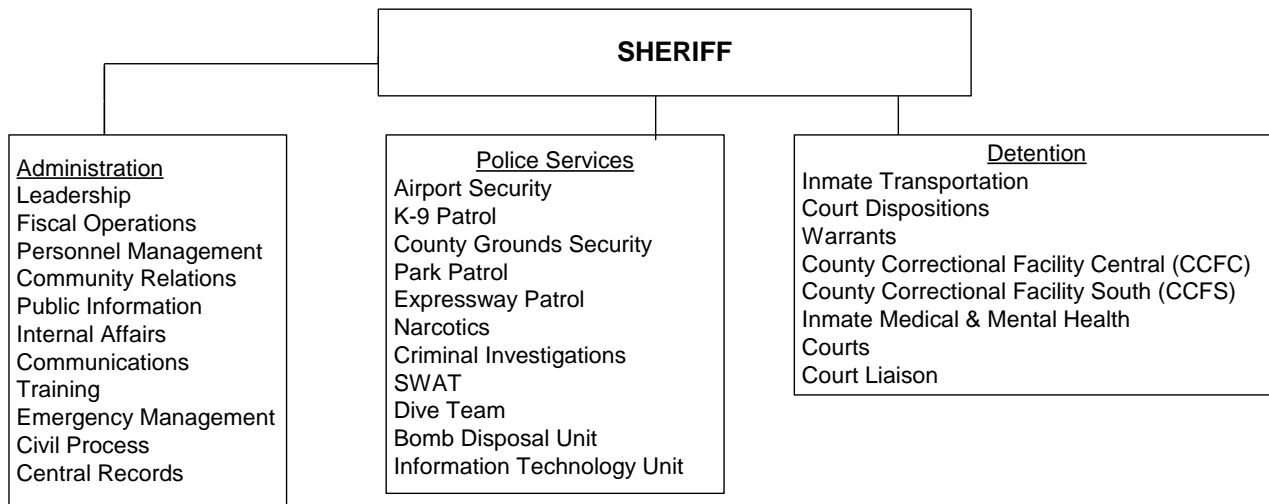 SHERIFF
Administration
Leadership
Fiscal Operations
Personnel Management
Community Relations
Public Information
Internal Affairs
Communications
Training
Emergency Management
Civil Process
Central Records
Police Services
Airport Security
K-9 Patrol
County Grounds Security
Park Patrol
Expressway Patrol
Narcotics
Criminal Investigations
SWAT
Dive Team
Bomb Disposal Unit
Information Technology Unit
Detention
Inmate Transportation
Court Dispositions
Warrants
County Correctional Facility Central (CCFC)
County Correctional Facility South (CCFS)
Inmate Medical & Mental Health
Courts
Court Liaison